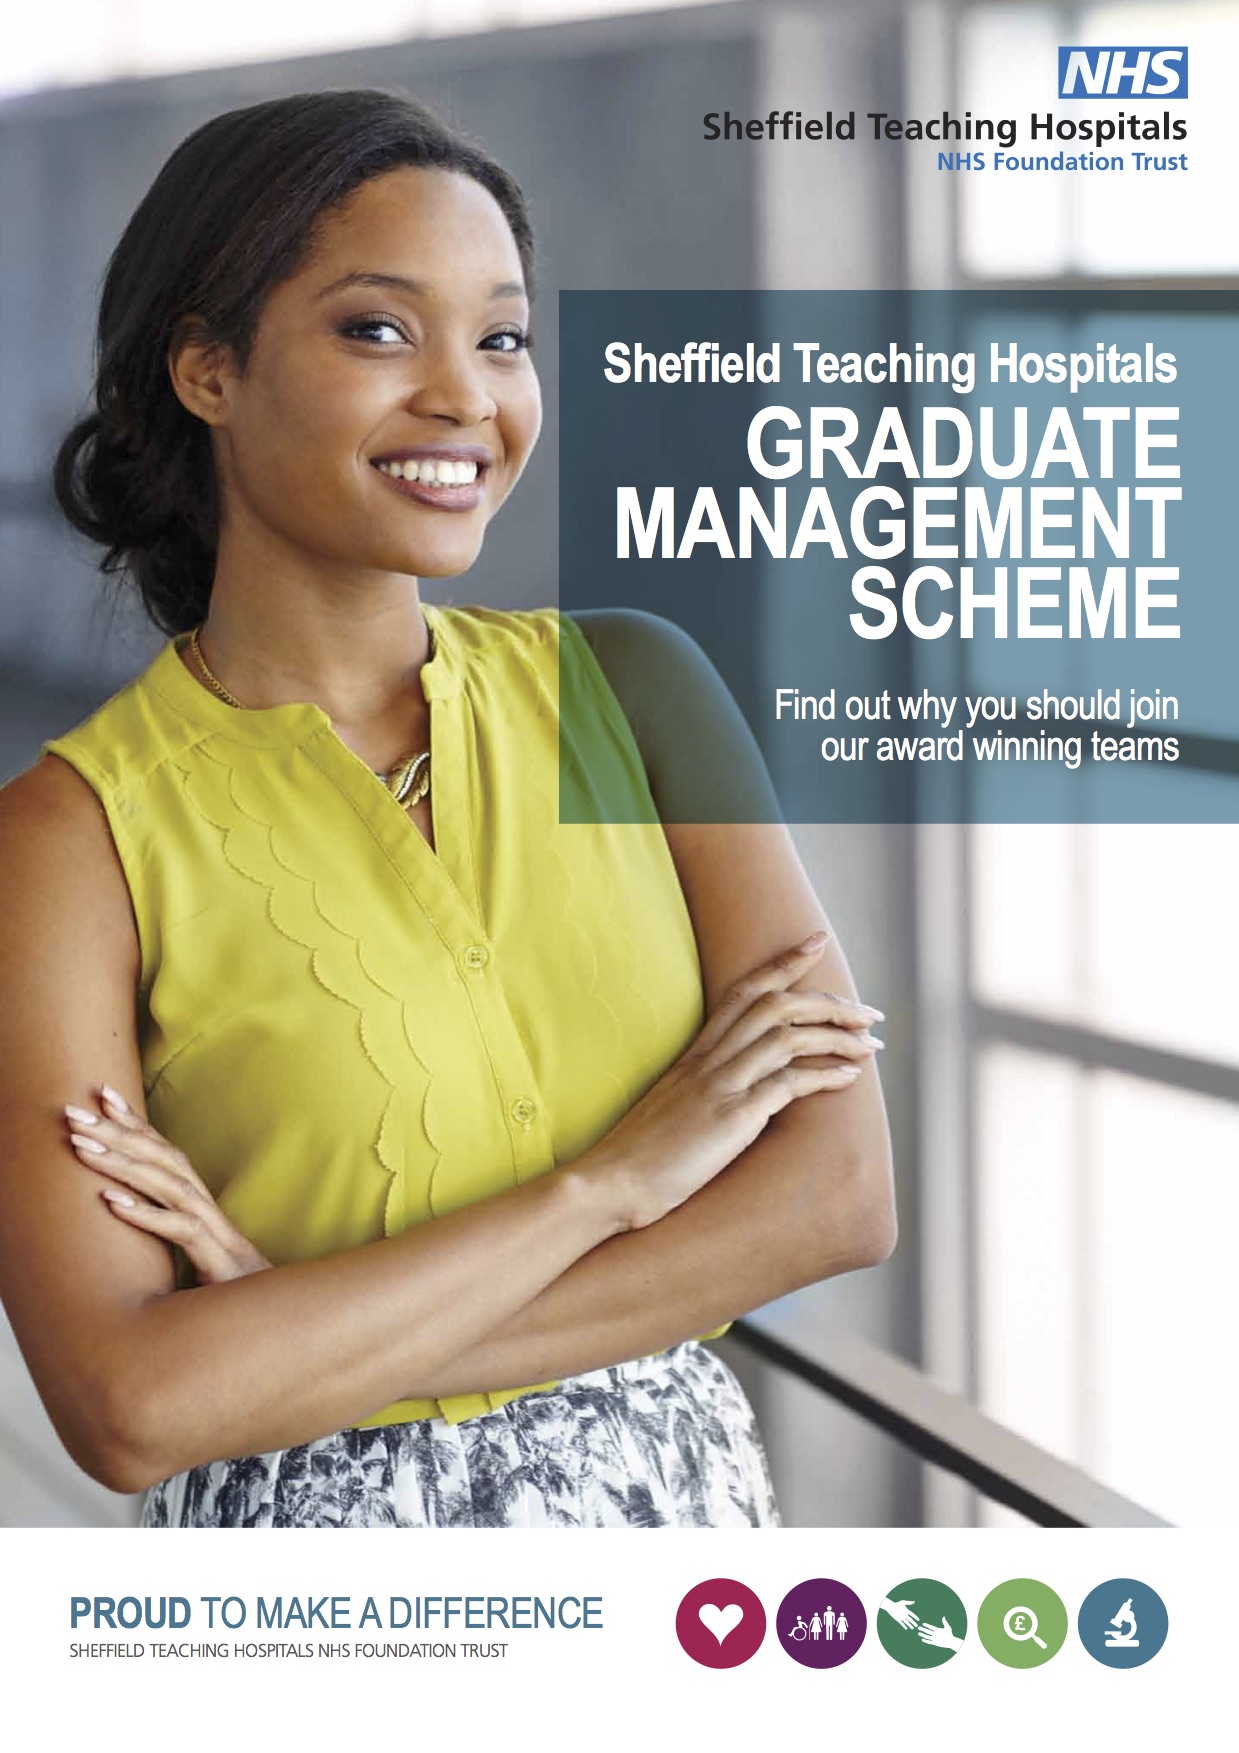 NHS
Sheffield Teaching Hospitals
NHS Foundation Trust
Sheffield Teaching Hospitals
GRADUATE
MANAGEMENT
SCHEME
Find out why you should join
our award winning teams
PROUD TO MAKE A DIFFERENCE
SHEFFIELD TEACHING HOSPITALS NHS FOUNDATION TRUST
£